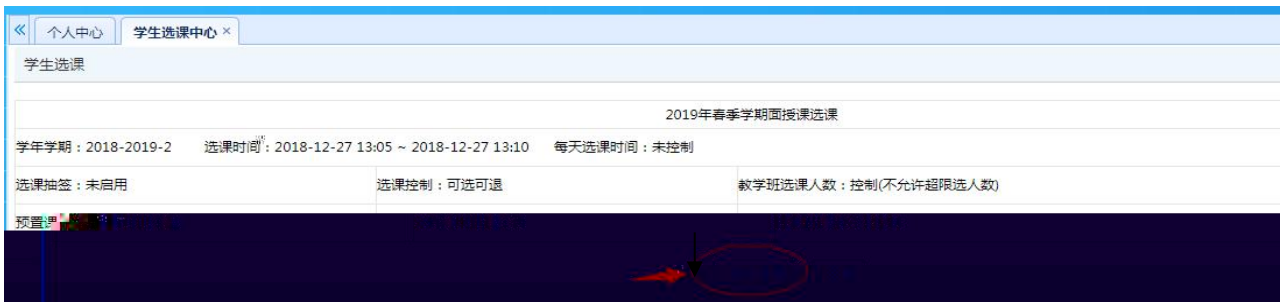 个人中心 学生选课中心
学生选课
2019年春季学期面授课选课
学年学期：2018-2019-2 选课时间：2018-12-27 13:05 ~ 2018-12-27 13:10 每天选课时间：未控制
选课抽签：未启用 选课控制：可选可退 教学班选课人数：控制(不允许超限选人数)
预置课